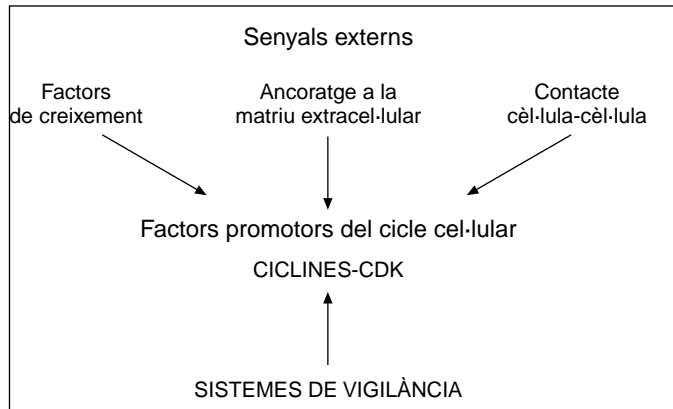 Senyals externs
Factors
de creixement
Ancoratge a la
matriu extracel·lular
Contacte
cèl·lula-cèl·lula
Factors promotors del cicle cel·lular
CICLINES-CDK
SISTEMES DE VIGILÀNCIA